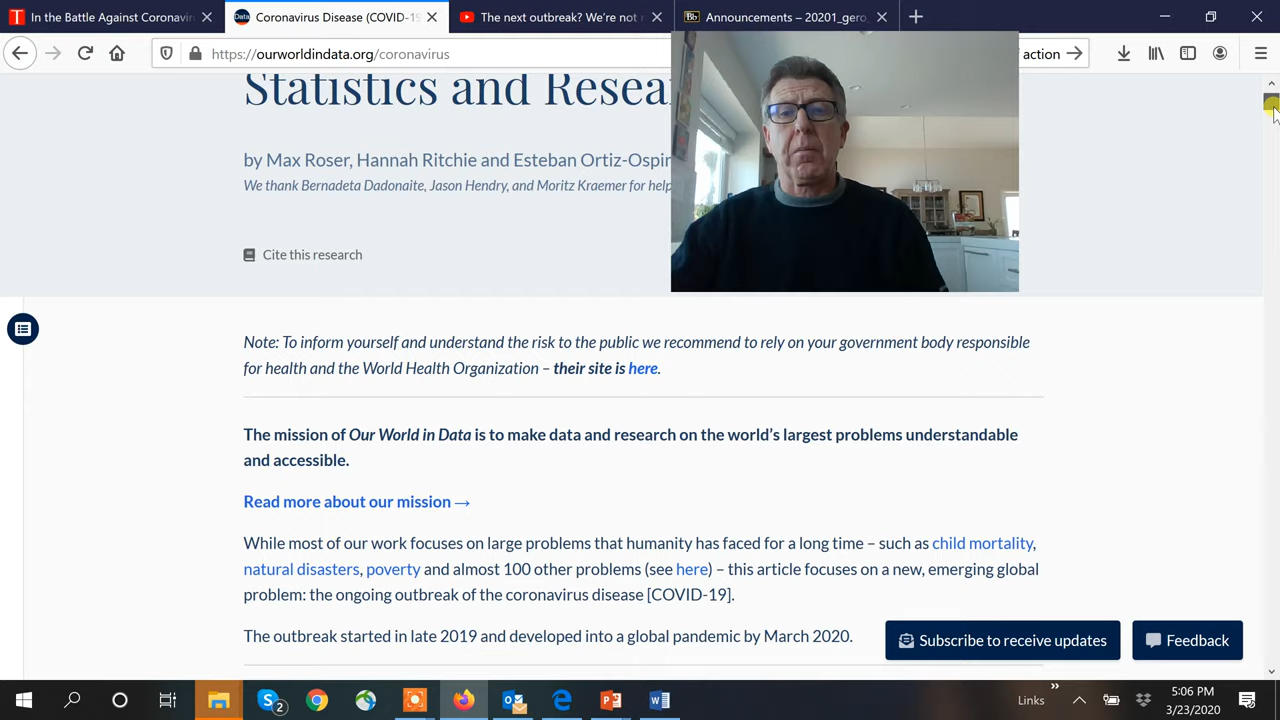 In the Battle Against Coronavir
Coronavirus Disease (COVID-19
The next outbreak? We're not r
Announcements – 20201_gero_
https://ourworldindata.org/coronavirus
action
Statistics and Resea
by Max Roser, Hannah Ritchie and Esteban Ortiz-Ospin
We thank Bernadeta Dadonaite, Jason Hendry, and Moritz Kraemer for help
Cite this research
Note: To inform yourself and understand the risk to the public we recommend to rely on your government body responsible
for health and the World Health Organization – their site is here.
The mission of Our World in Data is to make data and research on the world's largest problems understandable
and accessible.
Read more about our mission →
While most of our work focuses on large problems that humanity has faced for a long time – such as child mortality,
natural disasters, poverty and almost 100 other problems (see here) – this article focuses on a new, emerging global
problem: the ongoing outbreak of the coronavirus disease [COVID-19].
The outbreak started in late 2019 and developed into a global pandemic by March 2020.
Subscribe to receive updates
Feedback
Links
5:06 PM
3/23/2020